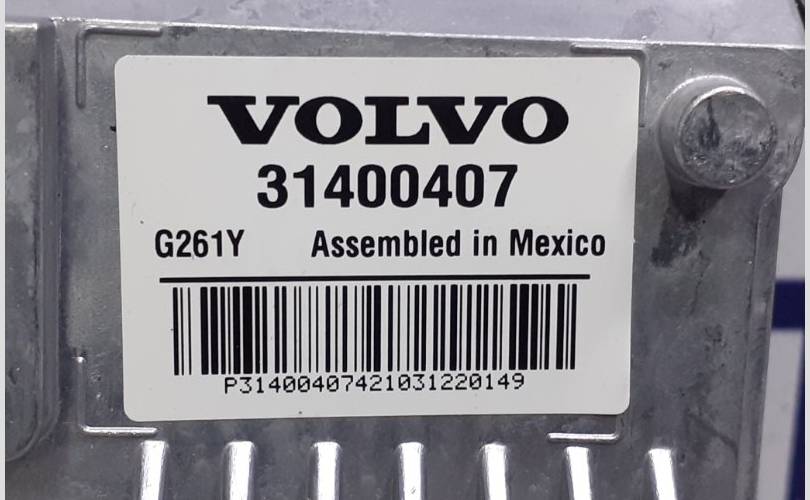 VOLVO
31400407
G261Y Assembled in Mexico
P31400407421031220149